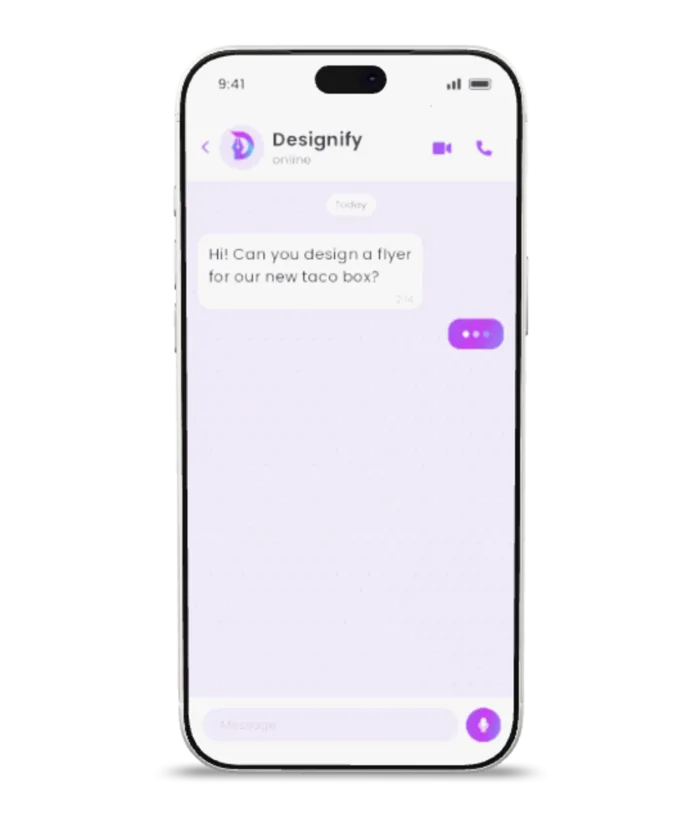 9:41
Designify
online
Today
Hi! Can you design a flyer
for our new taco box?
Message